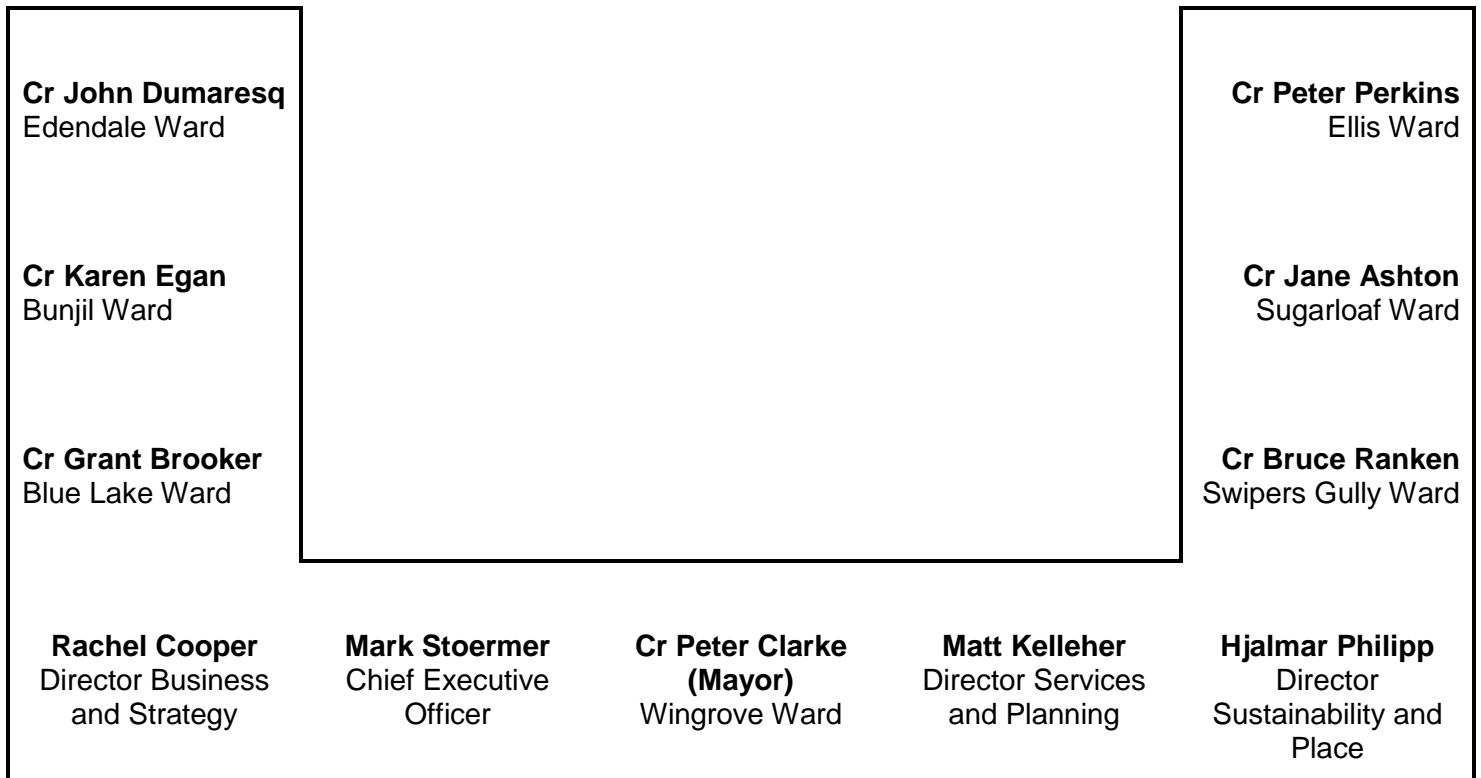 Cr John Dumaresq
Edendale Ward
Cr Peter Perkins
Ellis Ward
Cr Karen Egan
Bunjil Ward
Cr Jane Ashton
Sugarloaf Ward
Cr Grant Brooker
Blue Lake Ward
Cr Bruce Ranken
Swipers Gully Ward
Rachel Cooper
Director Business
and Strategy
Mark Stoermer
Chief Executive
Officer
Cr Peter Clarke
(Mayor)
Wingrove Ward
Matt Kelleher
Director Services
and Planning
Hjalmar Philipp
Director
Sustainability and
Place